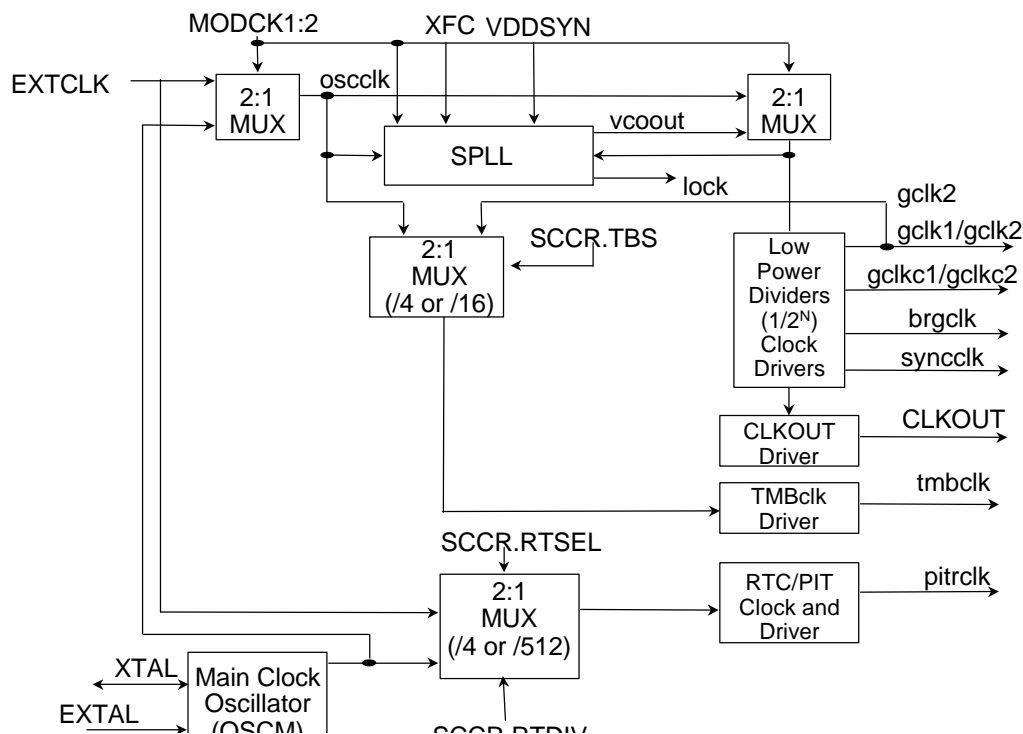 MODCK1:2
XFC VDDSYN
EXTCLK
2:1
MUX
oscclk
2:1
MUX
vcoout
SPLL
lock
gclk2
SCCR.TBS
2:1
MUX
(/4 or /16)
Low
Power
Dividers
(1/2ᴺ)
Clock
Drivers
gclk1/gclk2
gclkc1/gclkc2
brgclk
syncclk
CLKOUT
Driver
CLKOUT
TMBclk
Driver
tmbclk
SCCR.RTSEL
2:1
MUX
(/4 or /512)
RTC/PIT
Clock and
Driver
pitrclk
XTAL
EXTAL
Main Clock
Oscillator
(OSCM)
SCCR.RTDIV